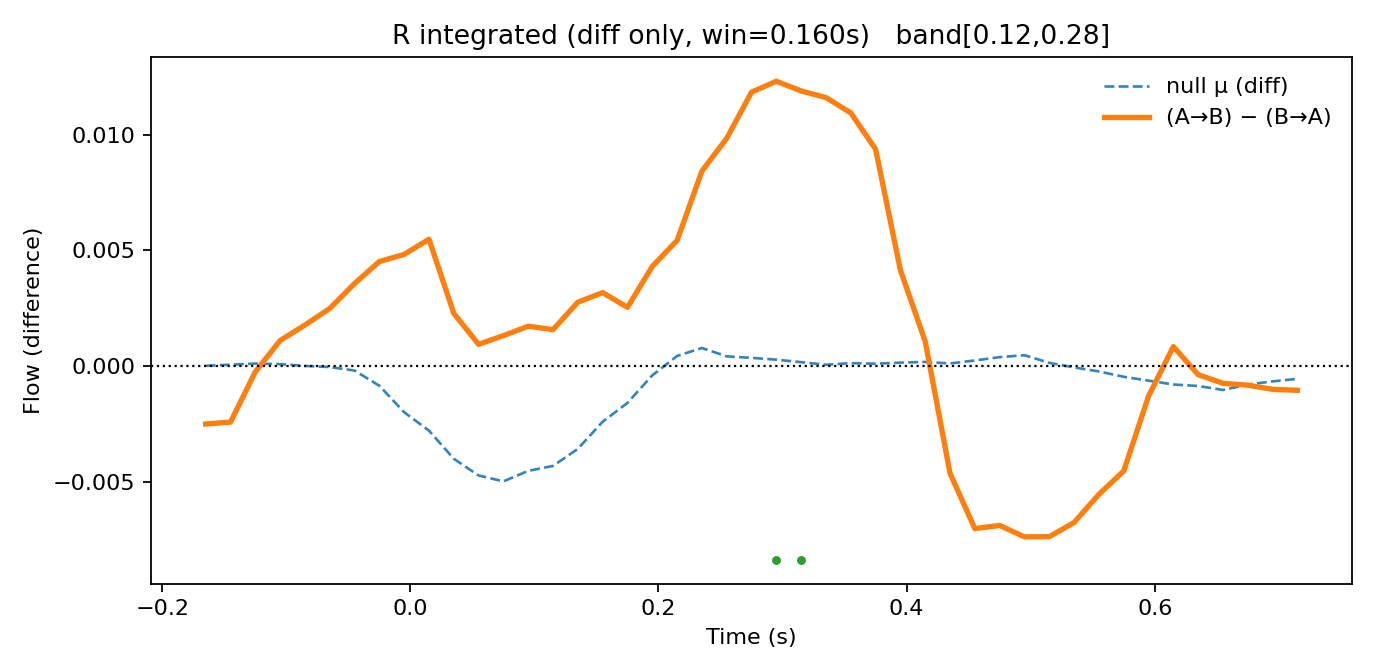 R integrated (diff only, win=0.160s)   band[0.12,0.28]
null µ (diff)
(A→B) − (B→A)
Flow (difference)
0.010
0.005
0.000
−0.005
−0.2
0.0
0.2
0.4
0.6
Time (s)